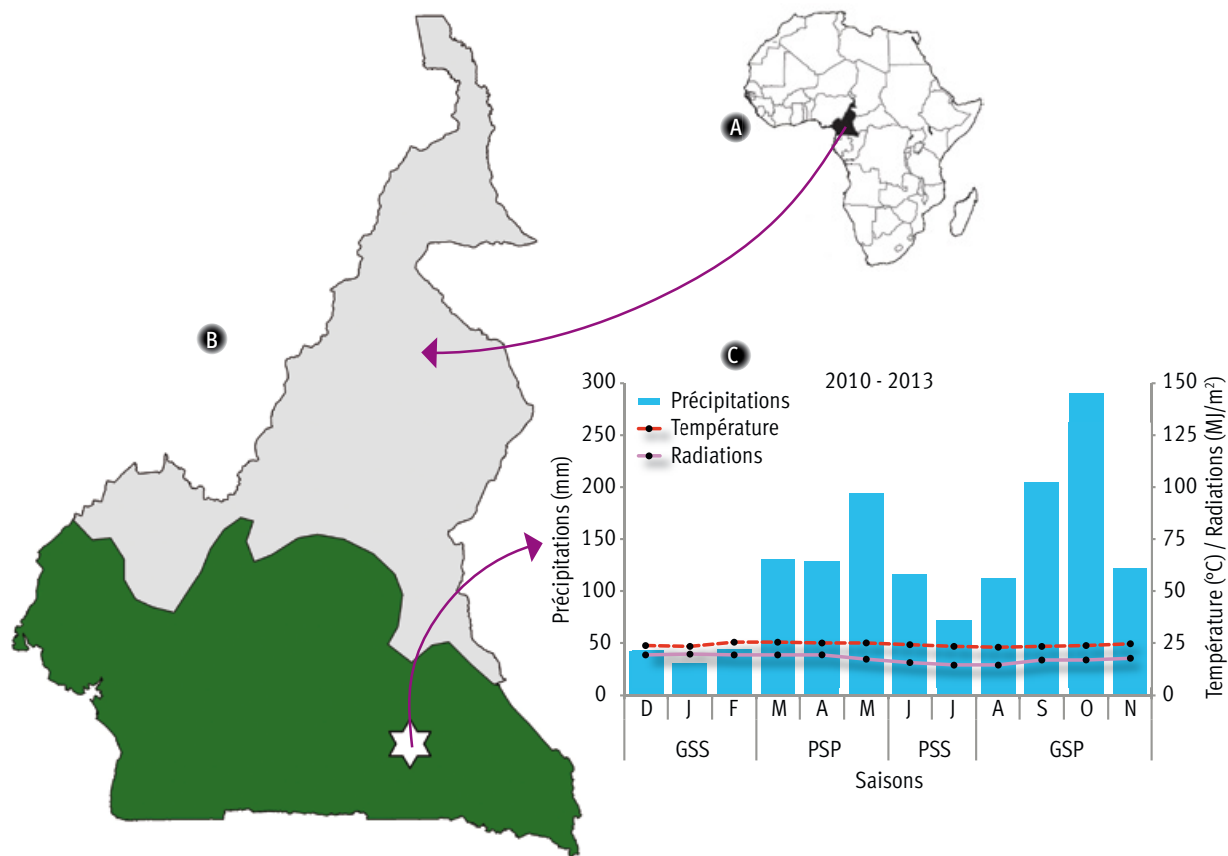 A
B
C
2010 - 2013
Précipitations
Température
Radiations
Précipitations (mm)
300
250
200
150
100
50
0
Température (°C) / Radiations (MJ/m²)
150
125
100
75
50
25
0
D J F M A M J J A S O N
GSS PSP PSS GSP
Saisons